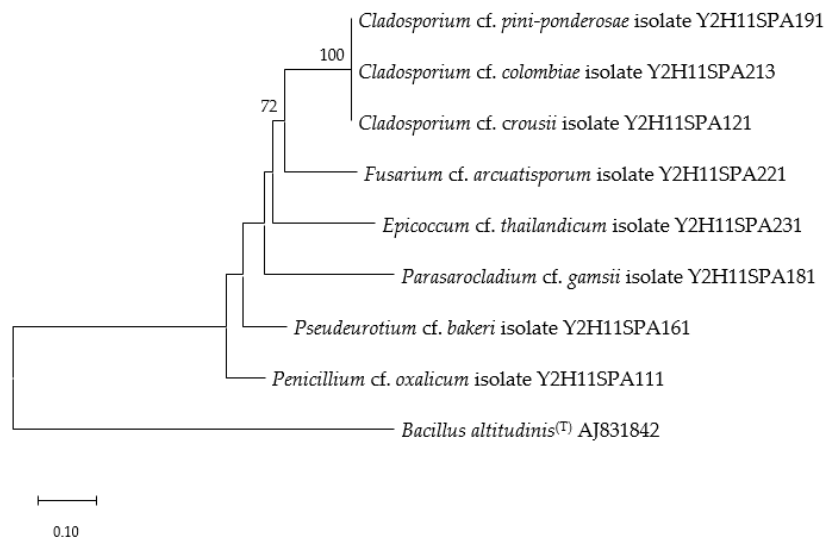 Cladosporium cf. pini-ponderosae isolate Y2H11SPA191
100
Cladosporium cf. colombiae isolate Y2H11SPA213
72
Cladosporium cf. crousii isolate Y2H11SPA121
Fusarium cf. arcuatisporum isolate Y2H11SPA221
Epicoccum cf. thailandicum isolate Y2H11SPA231
Parasarocladium cf. gamsii isolate Y2H11SPA181
Pseudeurotium cf. bakeri isolate Y2H11SPA161
Penicillium cf. oxalicum isolate Y2H11SPA111
Bacillus altitudinis(T) AJ831842
0.10